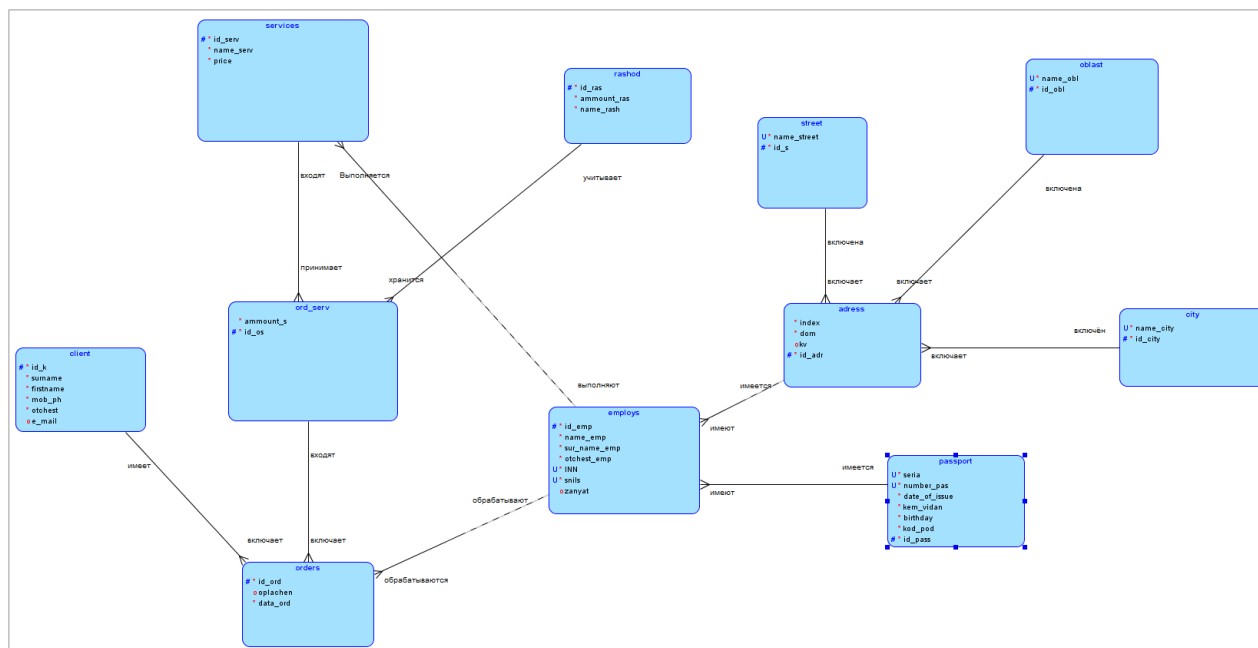 services
# * id_serv
* name_serv
* price
rashod
# * id_ras
* ammount_ras
* name_rash
oblast
U * name_obl
# * id_obl
street
U * name_street
# * id_s
входят
Выполняется
учитывает
включена
включена
принимает
хранится
включает
включает
ord_serv
* ammount_s
# * id_os
adress
* index
* dom
o kv
# * id_adr
city
U * name_city
# * id_city
включён
включает
client
# * id_k
* surname
* firstname
* mob_ph
* otchest
o e_mail
выполняют
имеется
имеют
employs
# * id_emp
* name_emp
* sur_name_emp
* otchest_emp
U * INN
U * snils
o zanyat
имеет
входят
имеется
имеют
passport
U * seria
U * number_pas
* date_of_issue
* kem_vidan
* birthday
* kod_pod
# * id_pass
обрабатывают
включает
включает
обрабатываются
orders
# * id_ord
o oplachen
* data_ord